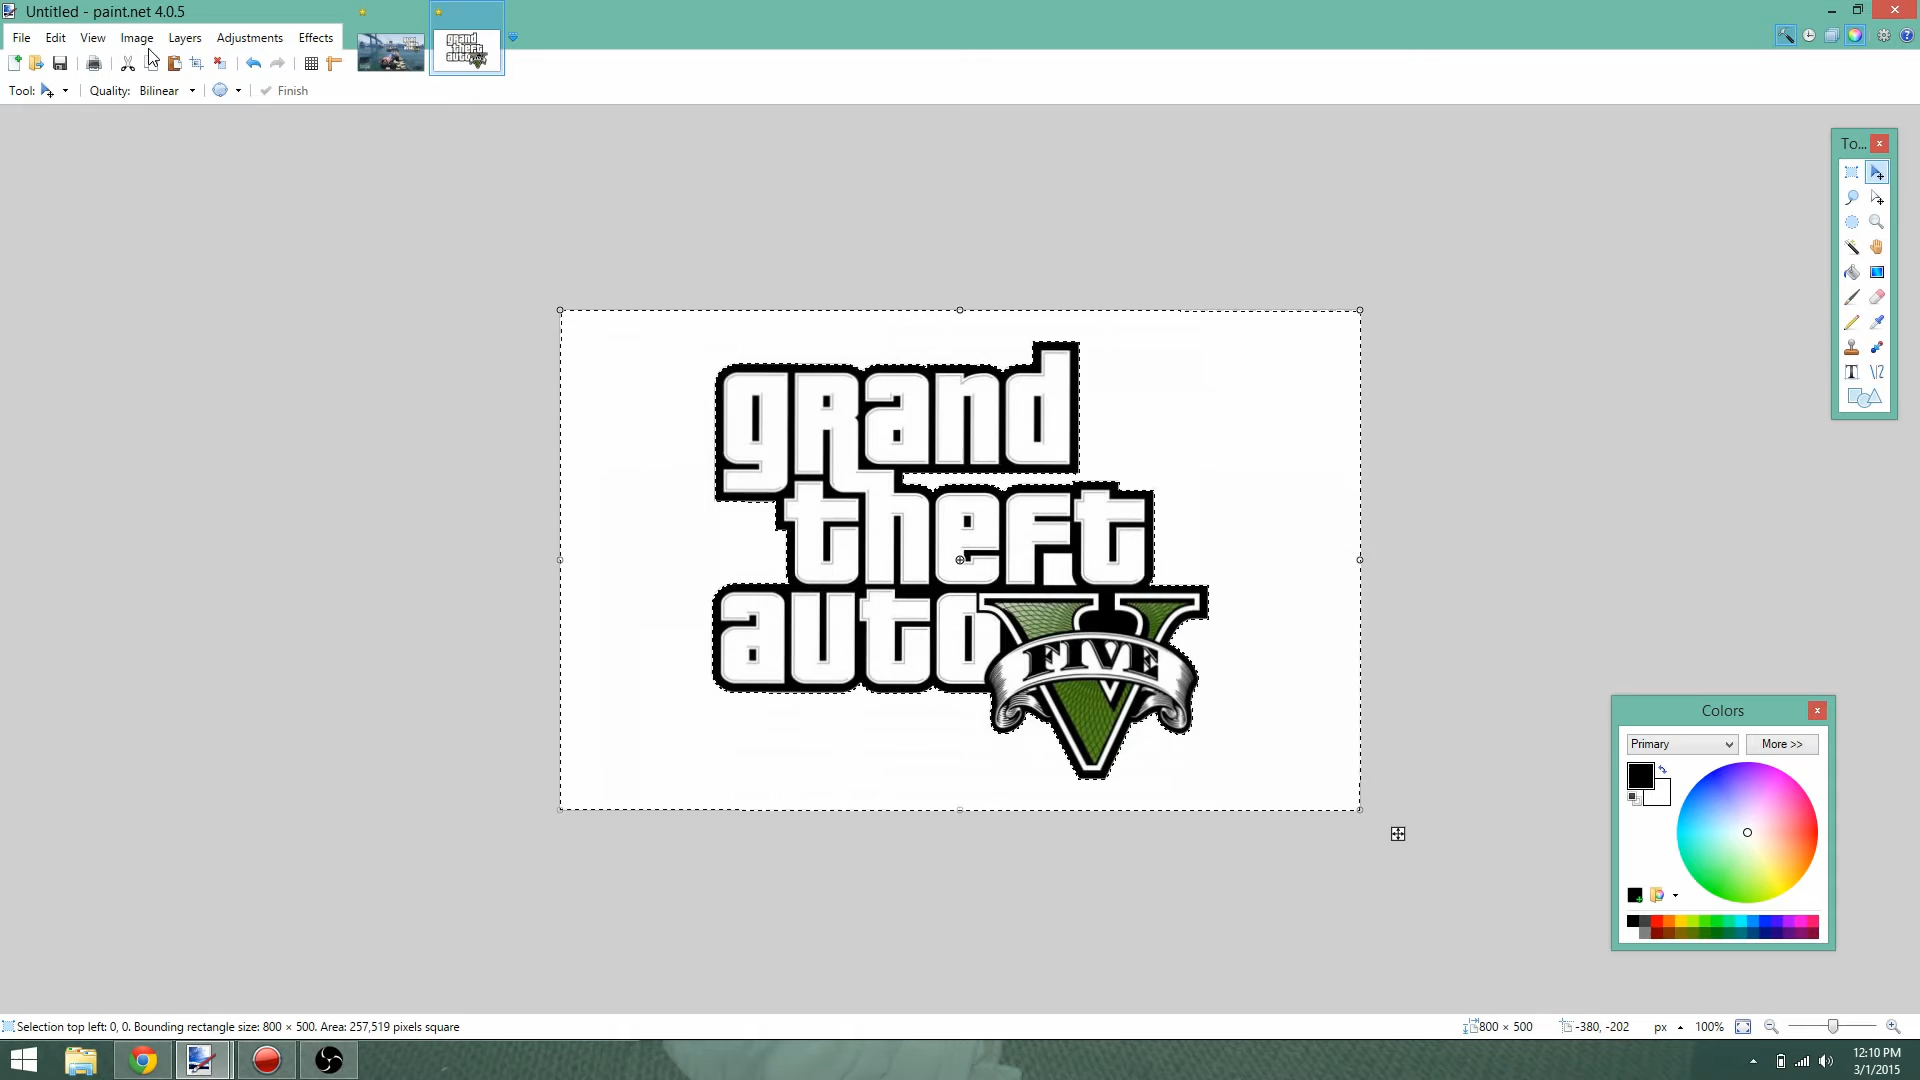 Untitled - paint.net 4.0.5
File Edit View Image Layers Adjustments Effects
Tool: Quality: Bilinear Finish
To...
grand
theft
auto V
FIVE
Colors
Primary More >>
Selection top left: 0, 0. Bounding rectangle size: 800 × 500. Area: 257,519 pixels square
800 × 500 -380, -202 px 100%
12:10 PM
3/1/2015